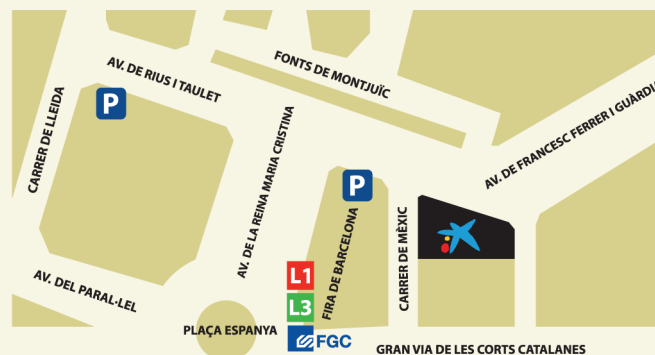 FONTS DE MONTJUÏC
AV. DE RIUS I TAULET
P
CARRER DE LLEIDA
AV. DE FRANCESC FERRER I GUÀRDIA
AV. DE LA REINA MARIA CRISTINA
P
FIRA DE BARCELONA
CARRER DE MÈXIC
AV. DEL PARAL·LEL
L1
L3
PLAÇA ESPANYA
FGC
GRAN VIA DE LES CORTS CATALANES